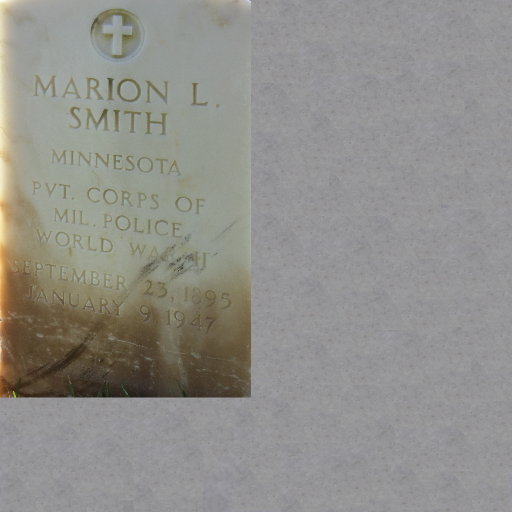 MARION L.
SMITH
MINNESOTA
PVT. CORPS OF
MIL. POLICE
WORLD WAR II
SEPTEMBER 23, 1895
JANUARY 9 1947